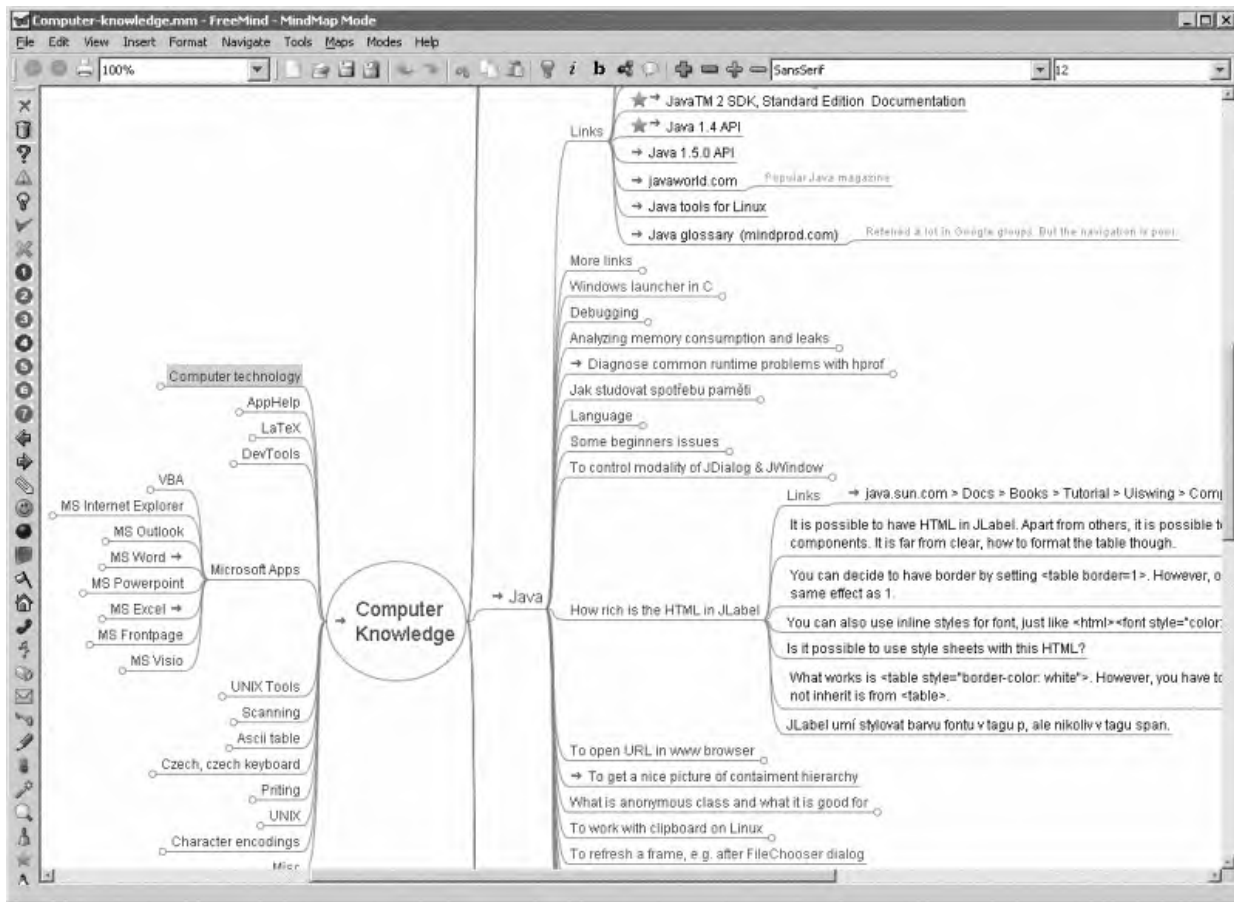 Computer-knowledge.mm - FreeMind - MindMap Mode
File Edit View Insert Format Navigate Tools Maps Modes Help
100%
i b
SansSerif
12
Links
JavaTM 2 SDK, Standard Edition Documentation
Java 1.4 API
Java 1.5.0 API
javaworld.com
Popular Java magazine
Java tools for Linux
Java glossary (mindprod.com)
Refered a lot in Google groups. But the navigation is poor.
More links
Windows launcher in C
Debugging
Analyzing memory consumption and leaks
Diagnose common runtime problems with hprof
Jak studovat spotřebu paměti
Language
Some beginners issues
To control modality of JDialog & JWindow
Computer technology
AppHelp
LaTeX
DevTools
VBA
MS Internet Explorer
MS Outlook
MS Word
MS Powerpoint
MS Excel
MS Frontpage
MS Visio
Microsoft Apps
Computer
Knowledge
Java
How rich is the HTML in JLabel
Links
java.sun.com > Docs > Books > Tutorial > Uiswing > Comp
It is possible to have HTML in JLabel. Apart from others, it is possible t
components. It is far from clear, how to format the table though.
You can decide to have border by setting <table border=1>. However, o
same effect as 1.
You can also use inline styles for font, just like <html><font style="color:
Is it possible to use style sheets with this HTML?
What works is <table style="border-color: white">. However, you have to
not inherit is from <table>.
JLabel umí stylovat barvu fontu v tagu p, ale nikoliv v tagu span.
UNIX Tools
Scanning
Ascii table
Czech, czech keyboard
Priting
UNIX
Character encodings
Misc
To open URL in www browser
To get a nice picture of contaiment hierarchy
What is anonymous class and what it is good for
To work with clipboard on Linux
To refresh a frame, e.g. after FileChooser dialog